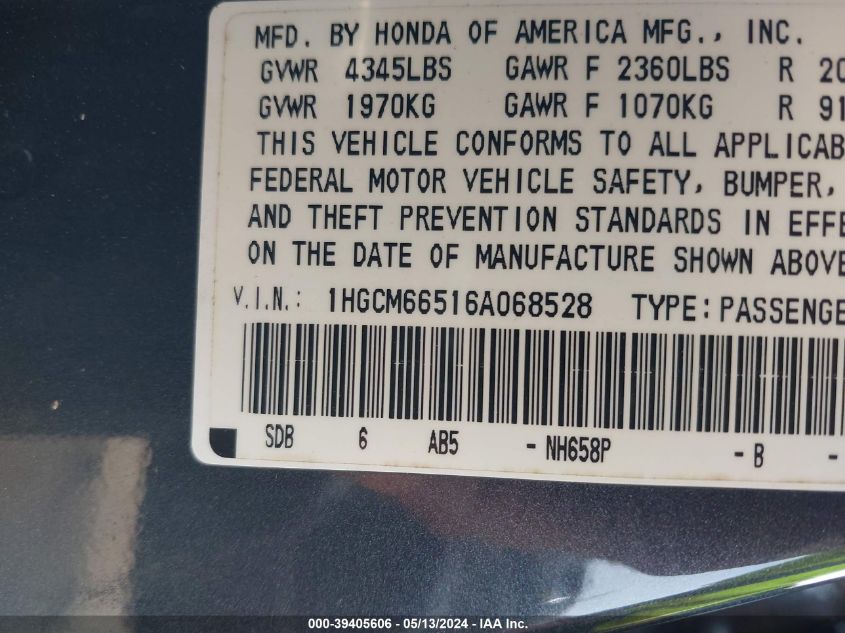 MFD. BY HONDA OF AMERICA MFG., INC.
GVWR 4345LBS GAWR F 2360LBS R 20
GVWR 1970KG GAWR F 1070KG R 91
THIS VEHICLE CONFORMS TO ALL APPLICAB
FEDERAL MOTOR VEHICLE SAFETY, BUMPER,
AND THEFT PREVENTION STANDARDS IN EFFE
ON THE DATE OF MANUFACTURE SHOWN ABOVE
V.I.N.: 1HGCM66516A068528 TYPE:PASSENGE
SDB 6 AB5 - NH658P - B -
000-39405606 - 05/13/2024 - IAA Inc.